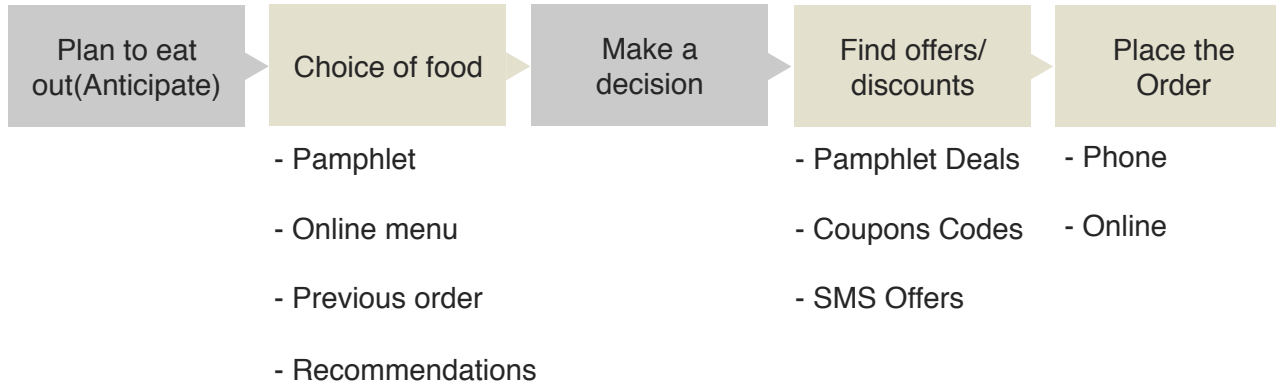 Plan to eat
out(Anticipate)
Choice of food
Make a
decision
Find offers/
discounts
Place the
Order
- Pamphlet
- Online menu
- Previous order
- Recommendations
- Pamphlet Deals
- Coupons Codes
- SMS Offers
- Phone
- Online